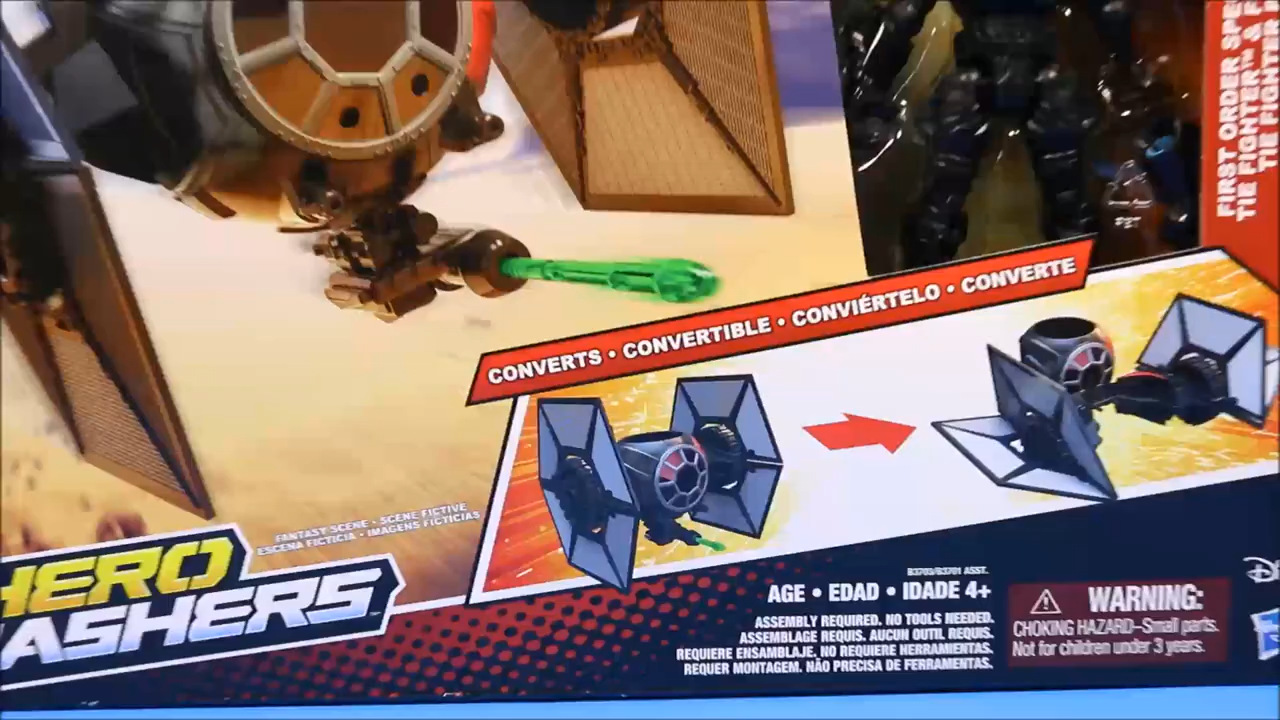 FIRST ORDER
TIE FIGHTER™ &
TIE FIGHTER
PET
CONVERTS • CONVERTIBLE • CONVIÉRTELO • CONVERTE
FANTASY SCENE • SCENE FICTIVE
ESCENA FICTICIA • IMAGENS FICTICIAS
HERO
ASHERS
B3703/B3701 ASST.
AGE • EDAD • IDADE 4+
ASSEMBLY REQUIRED. NO TOOLS NEEDED.
ASSEMBLAGE REQUIS. AUCUN OUTIL REQUIS.
REQUIERE ENSAMBLAJE, NO REQUIERE HERRAMIENTAS.
REQUER MONTAGEM. NÃO PRECISA DE FERRAMENTAS.
WARNING:
CHOKING HAZARD–Small parts.
Not for children under 3 years.